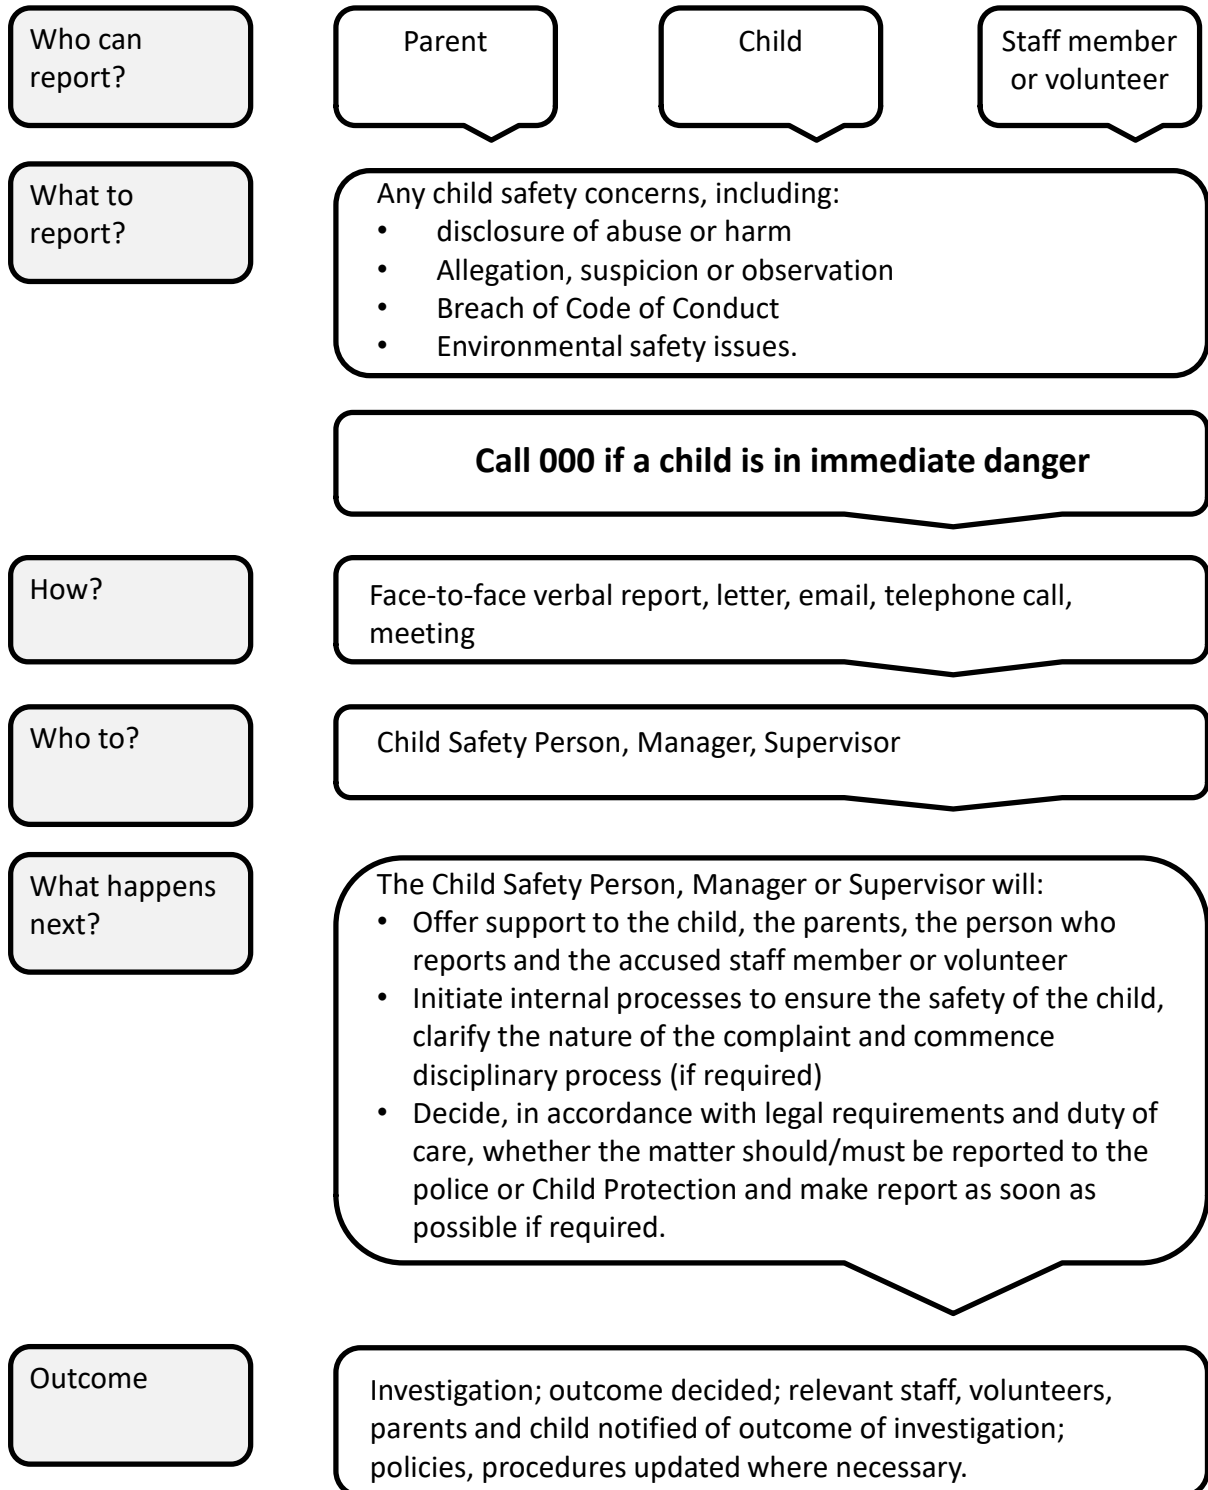 Who can
report?
Parent
Child
Staff member
or volunteer
What to
report?
Any child safety concerns, including:
• disclosure of abuse or harm
• Allegation, suspicion or observation
• Breach of Code of Conduct
• Environmental safety issues.
Call 000 if a child is in immediate danger
How?
Face-to-face verbal report, letter, email, telephone call,
meeting
Who to?
Child Safety Person, Manager, Supervisor
What happens
next?
The Child Safety Person, Manager or Supervisor will:
• Offer support to the child, the parents, the person who
reports and the accused staff member or volunteer
• Initiate internal processes to ensure the safety of the child,
clarify the nature of the complaint and commence
disciplinary process (if required)
• Decide, in accordance with legal requirements and duty of
care, whether the matter should/must be reported to the
police or Child Protection and make report as soon as
possible if required.
Outcome
Investigation; outcome decided; relevant staff, volunteers,
parents and child notified of outcome of investigation;
policies, procedures updated where necessary.